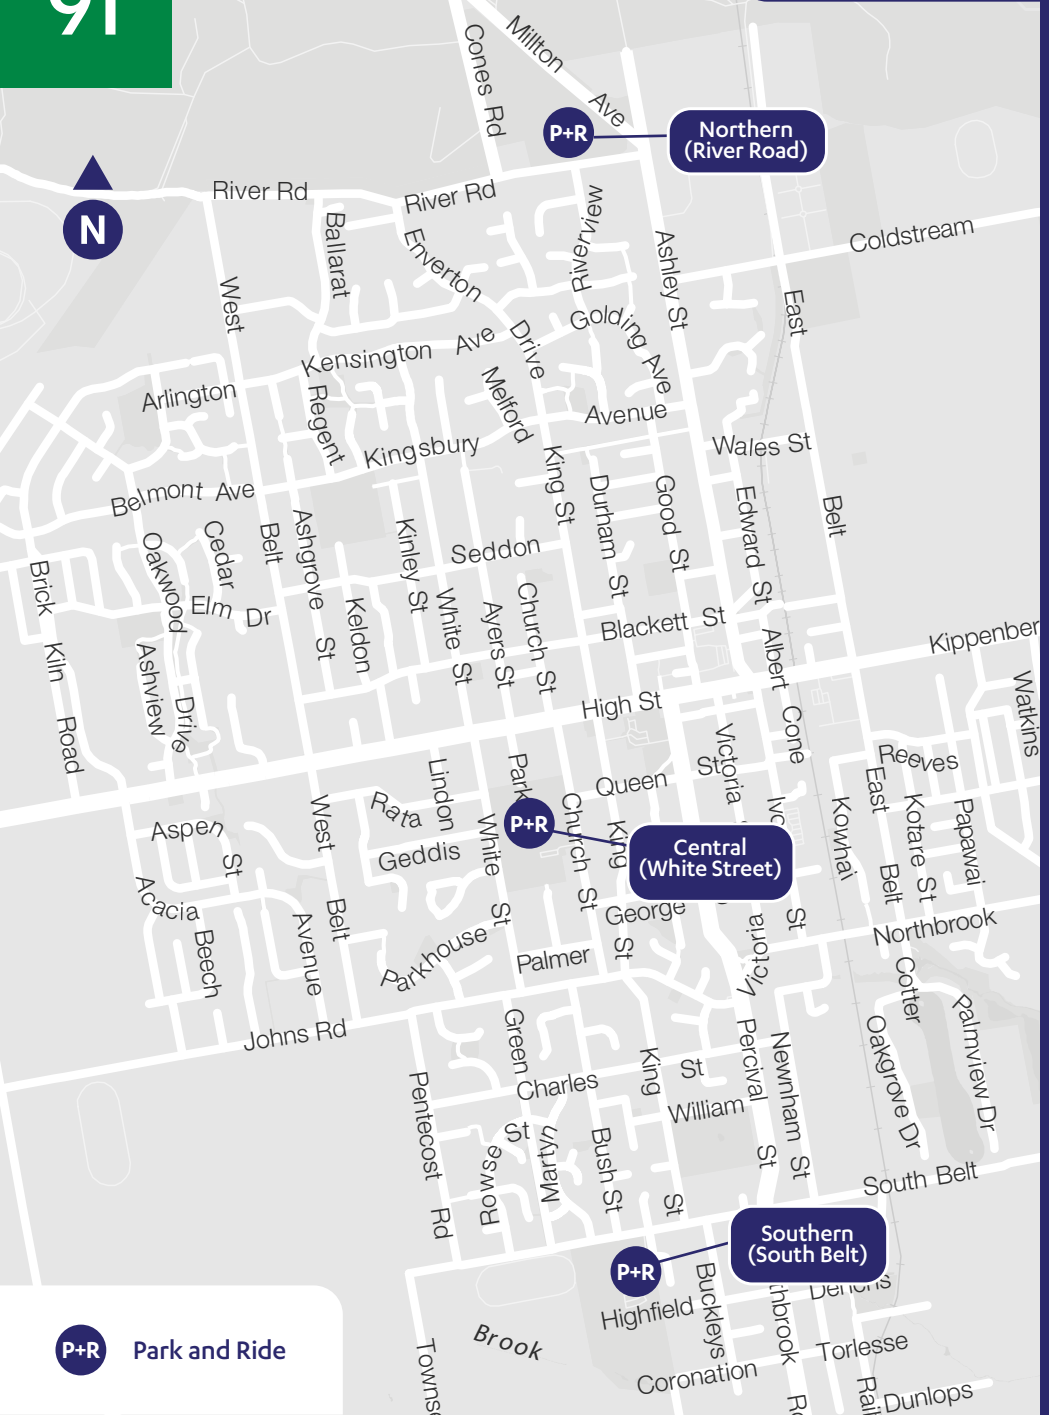 91
Millton
Ave
Cones Rd
P+R
Northern
(River Road)
N
River Rd
River Rd
Ballarat
Enverton
Drive
Riverview
Ashley St
Coldstream
West
Belt
East
Belt
Golding Ave
Kensington Ave
Arlington
Regent
Melford
Avenue
Kingsbury
Wales St
Belmont Ave
King St
Durham St
Good St
Edward St
Oakwood
Cedar
Ashgrove St
Kinley St
Seddon
Brick
Kiln
Road
Elm Dr
Keldon
White St
Ayers St
Church St
Blackett St
Albert
Cone
Kippenber
Ashview
Drive
High St
Watkins
Victoria
Reeves
Lindon
Park
Queen St
East
Belt
Rata
P+R
Central
(White Street)
Church St
King
St
Kowhai
Kotare St
Papawai
Aspen St
West
Belt
Geddis
White St
Acacia
George
Beech
Avenue
Parkhouse
Palmer
Victoria
St
Northbrook
Cotter
Johns Rd
Green
Percival St
Newnham St
Oakgrove Dr
Palmview Dr
Pentecost Rd
Charles St
King St
William
Rowse St
Martyn
Bush St
South Belt
Southern
(South Belt)
P+R
Highfield
Buckleys
thbrook
Brook
Coronation
Torlesse
Towns
Dunlops
P+R Park and Ride